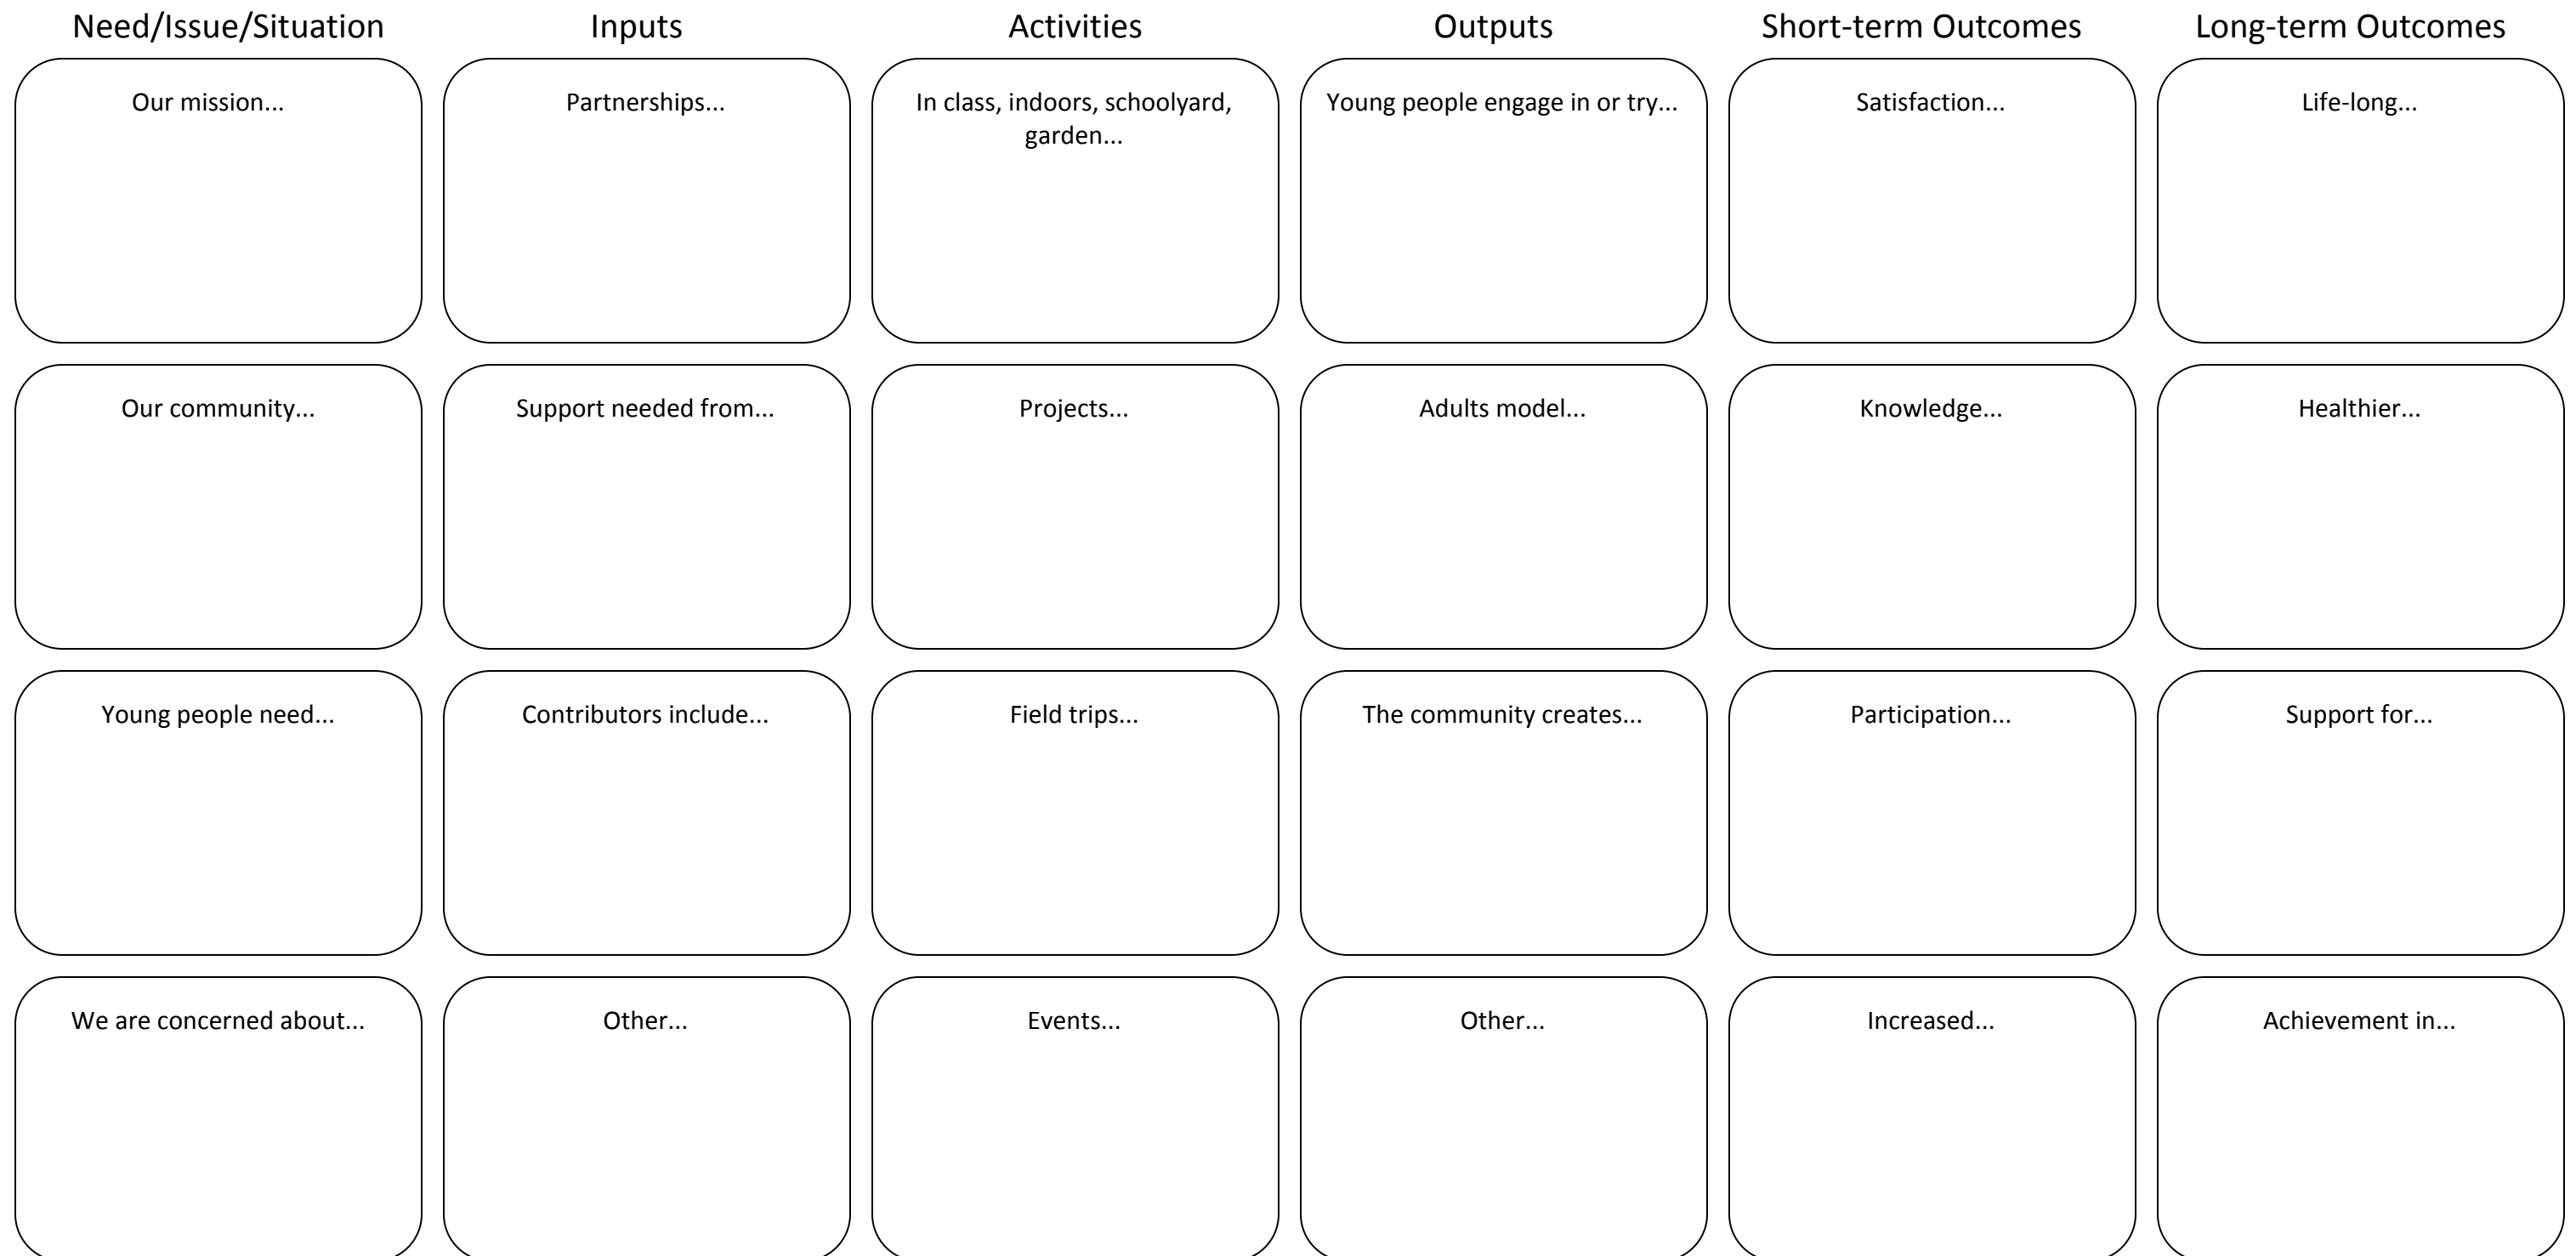 Need/Issue/Situation
Inputs
Activities
Outputs
Short-term Outcomes
Long-term Outcomes
Our mission...
Partnerships...
In class, indoors, schoolyard,
garden...
Young people engage in or try...
Satisfaction...
Life-long...
Our community...
Support needed from...
Projects...
Adults model...
Knowledge...
Healthier...
Young people need...
Contributors include...
Field trips...
The community creates...
Participation...
Support for...
We are concerned about...
Other...
Events...
Other...
Increased...
Achievement in...